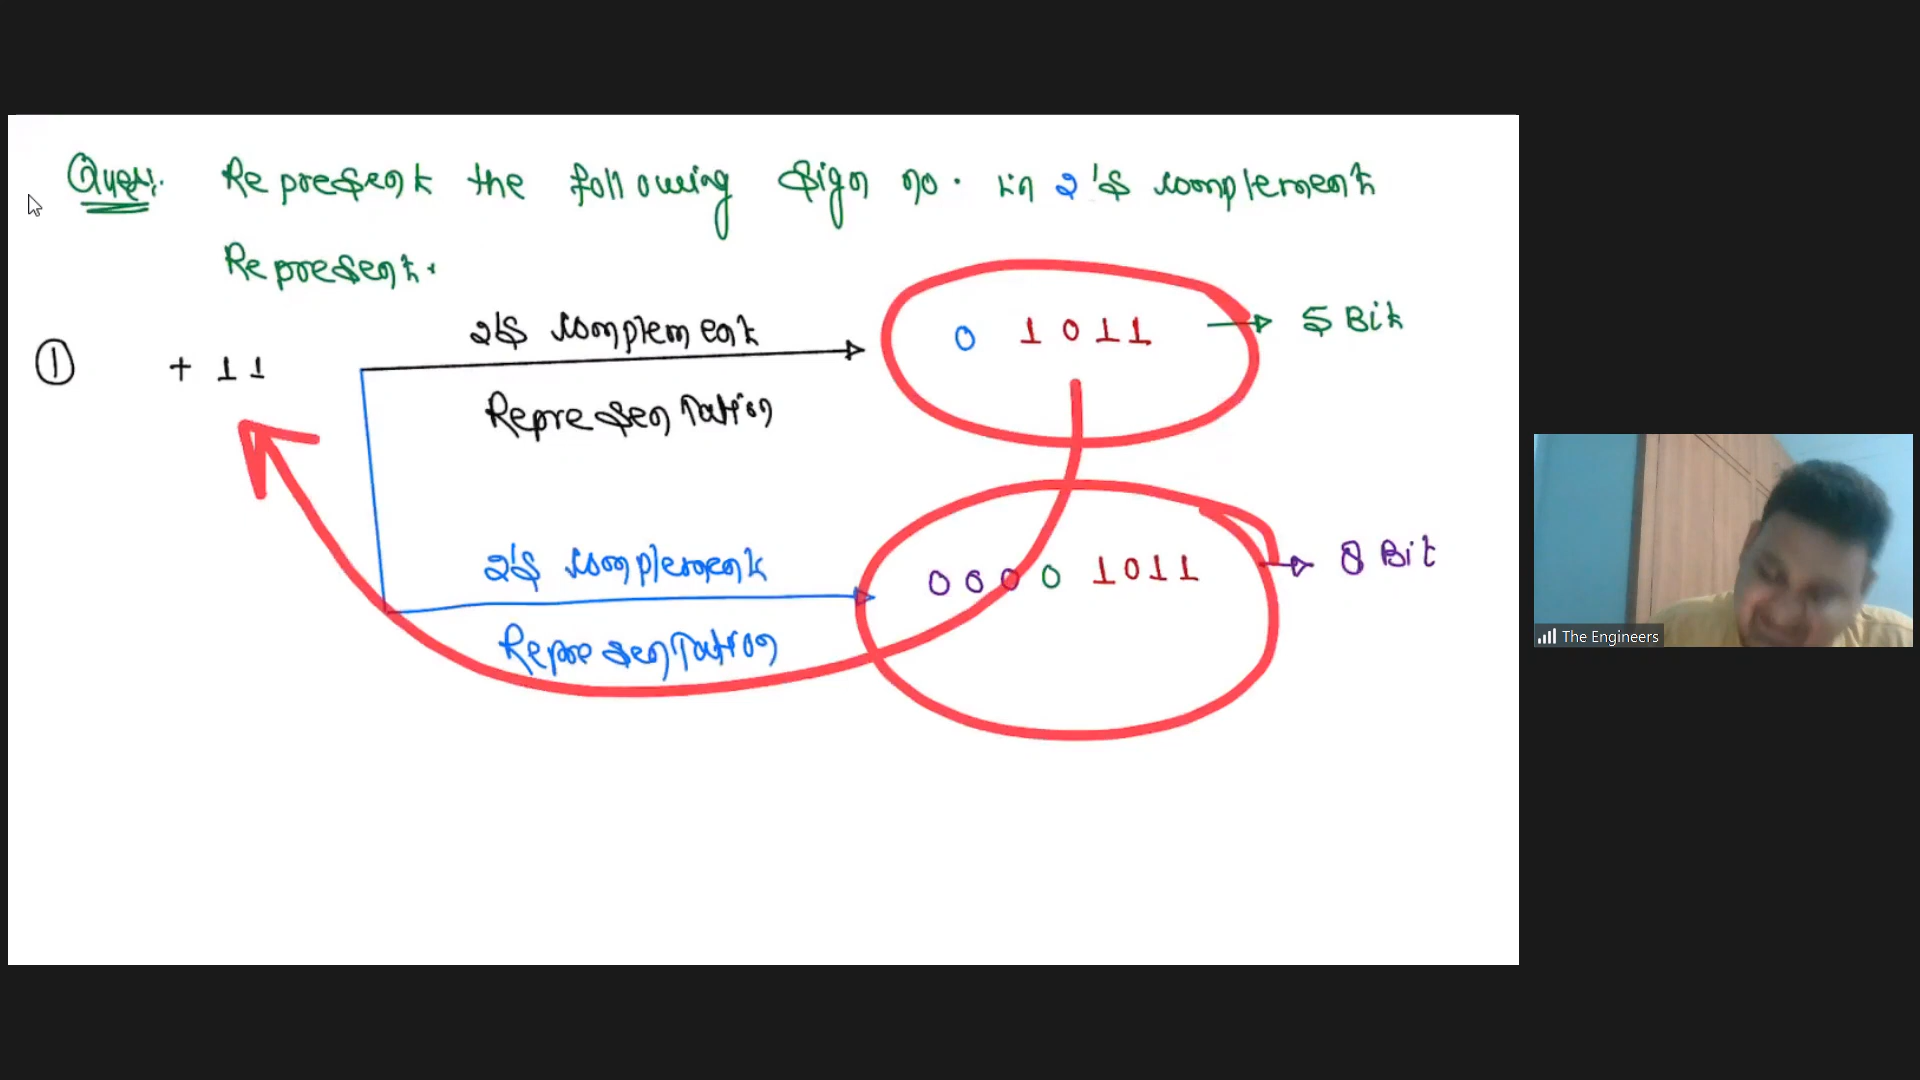 Ques:. Represent the following sign no. in 2's complement
Represent.
① + 11
2's complement
Representation
0 1011 → 5 Bit
2's complement
Representation
0000 1011 → 8 Bit
The Engineers